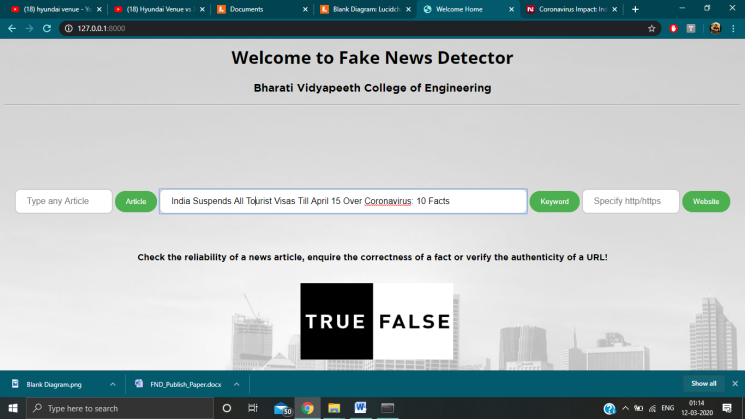 (18) hyundai venue - Yo
(18) Hyundai Venue vs
Documents
Blank Diagram: Lucidch
Welcome Home
Coronavirus Impact: Ind
127.0.0.1:8000
Welcome to Fake News Detector
Bharati Vidyapeeth College of Engineering
Type any Article
Article
India Suspends All Tourist Visas Till April 15 Over Coronavirus: 10 Facts
Keyword
Specify http/https
Website
Check the reliability of a news article, enquire the correctness of a fact or verify the authenticity of a URL!
TRUE FALSE
Blank Diagram.png
FND_Publish_Paper.docx
Show all
Type here to search
50
ENG
01:14
12-03-2020